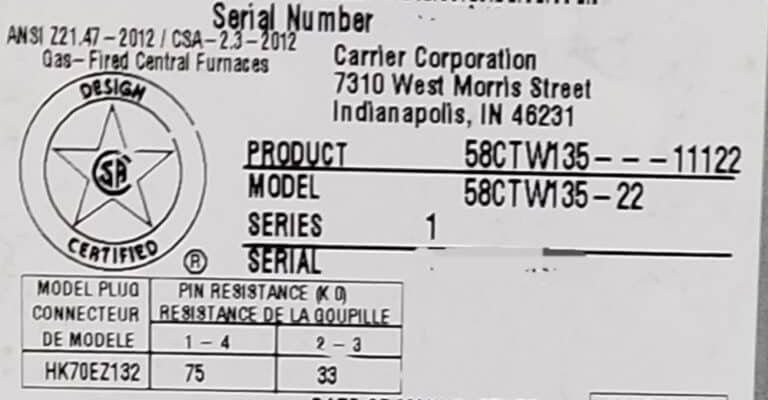 Serial Number
ANSI Z21.47-2012 / CSA-2.3-2012
Gas-Fired Central Furnaces
Carrier Corporation
7310 West Morris Street
Indianapolis, IN 46231
DESIGN
CSA
CERTIFIED
®
PRODUCT 58CTW135---11122
MODEL 58CTW135-22
SERIES 1
SERIAL
MODEL PLUG PIN RESISTANCE (K Ω)
CONNECTEUR RESISTANCE DE LA GOUPILLE
DE MODELE 1-4 2-3
HK70EZ132 75 33